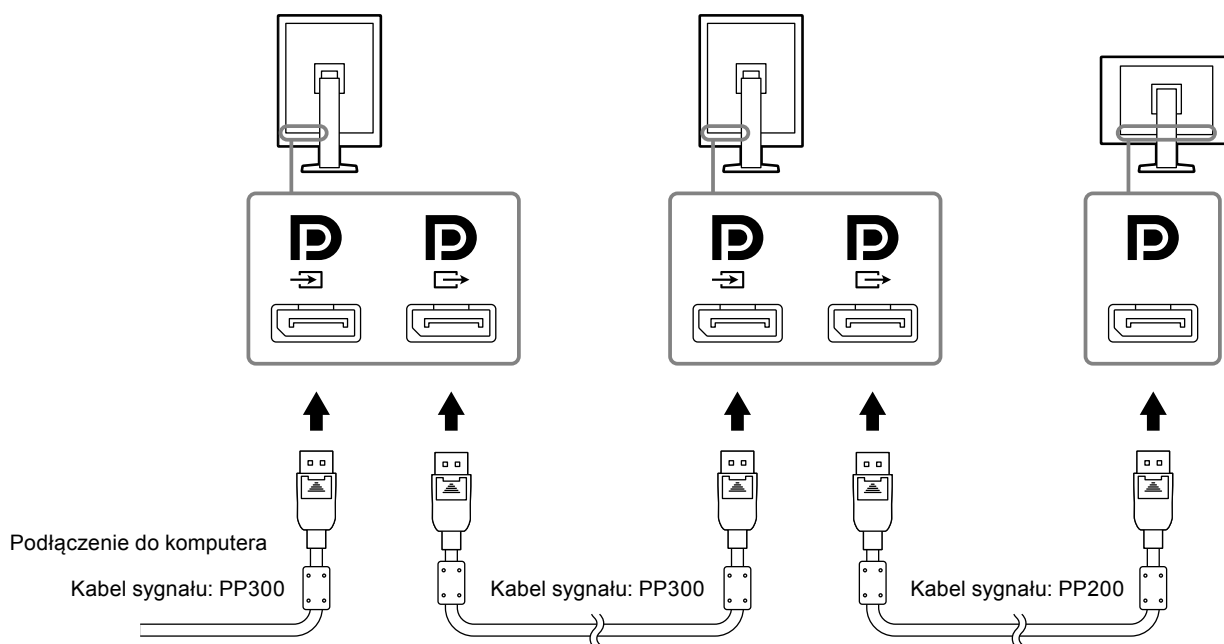 Podłączenie do komputera
Kabel sygnału: PP300
Kabel sygnału: PP300
Kabel sygnału: PP200